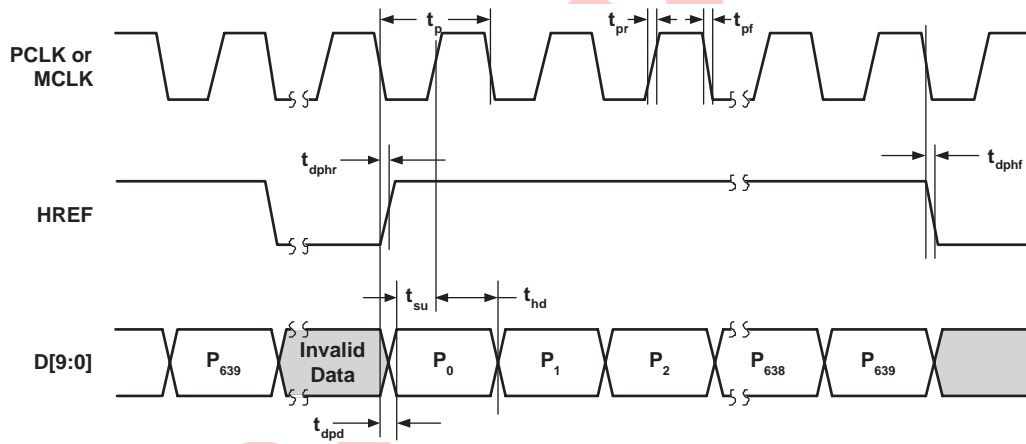 t_p
t_pr
t_pf
PCLK or
MCLK
t_dphr
t_dphf
HREF
t_su
t_hd
D[9:0]
P_639
Invalid
Data
P_0
P_1
P_2
P_638
P_639
t_dpd